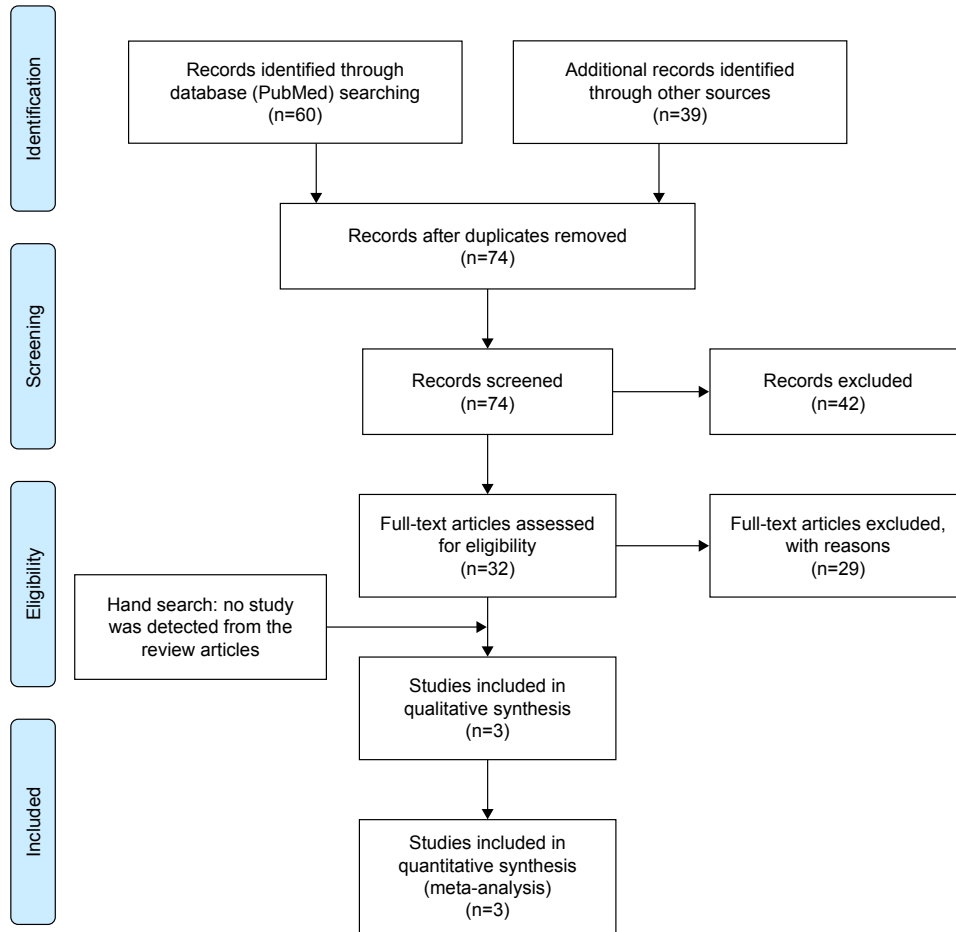 Identification
Records identified through
database (PubMed) searching
(n=60)
Additional records identified
through other sources
(n=39)
Records after duplicates removed
(n=74)
Screening
Records screened
(n=74)
Records excluded
(n=42)
Eligibility
Full-text articles assessed
for eligibility
(n=32)
Full-text articles excluded,
with reasons
(n=29)
Hand search: no study
was detected from the
review articles
Studies included in
qualitative synthesis
(n=3)
Included
Studies included in
quantitative synthesis
(meta-analysis)
(n=3)